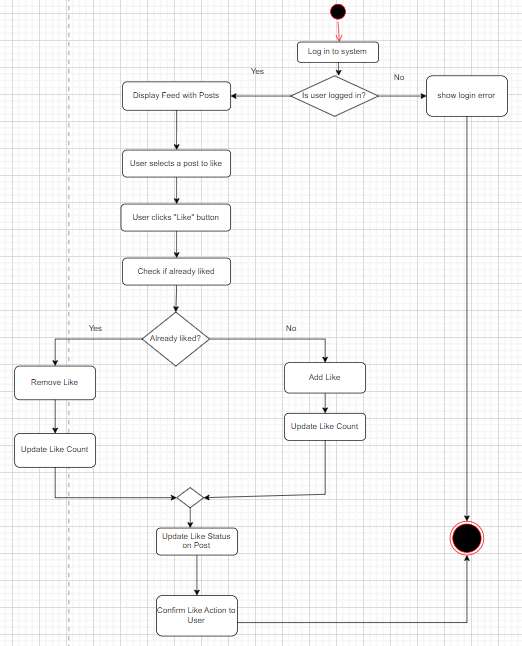 Log in to system
Yes
No
Is user logged in?
Display Feed with Posts
show login error
User selects a post to like
User clicks "Like" button
Check if already liked
Yes
No
Already liked?
Remove Like
Add Like
Update Like Count
Update Like Count
Update Like Status
on Post
Confirm Like Action to
User